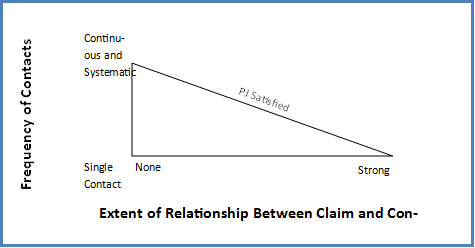 Continu-
ous and
Systematic
Frequency of Contacts
PJ Satisfied
Single
Contact
None
Strong
Extent of Relationship Between Claim and Con-